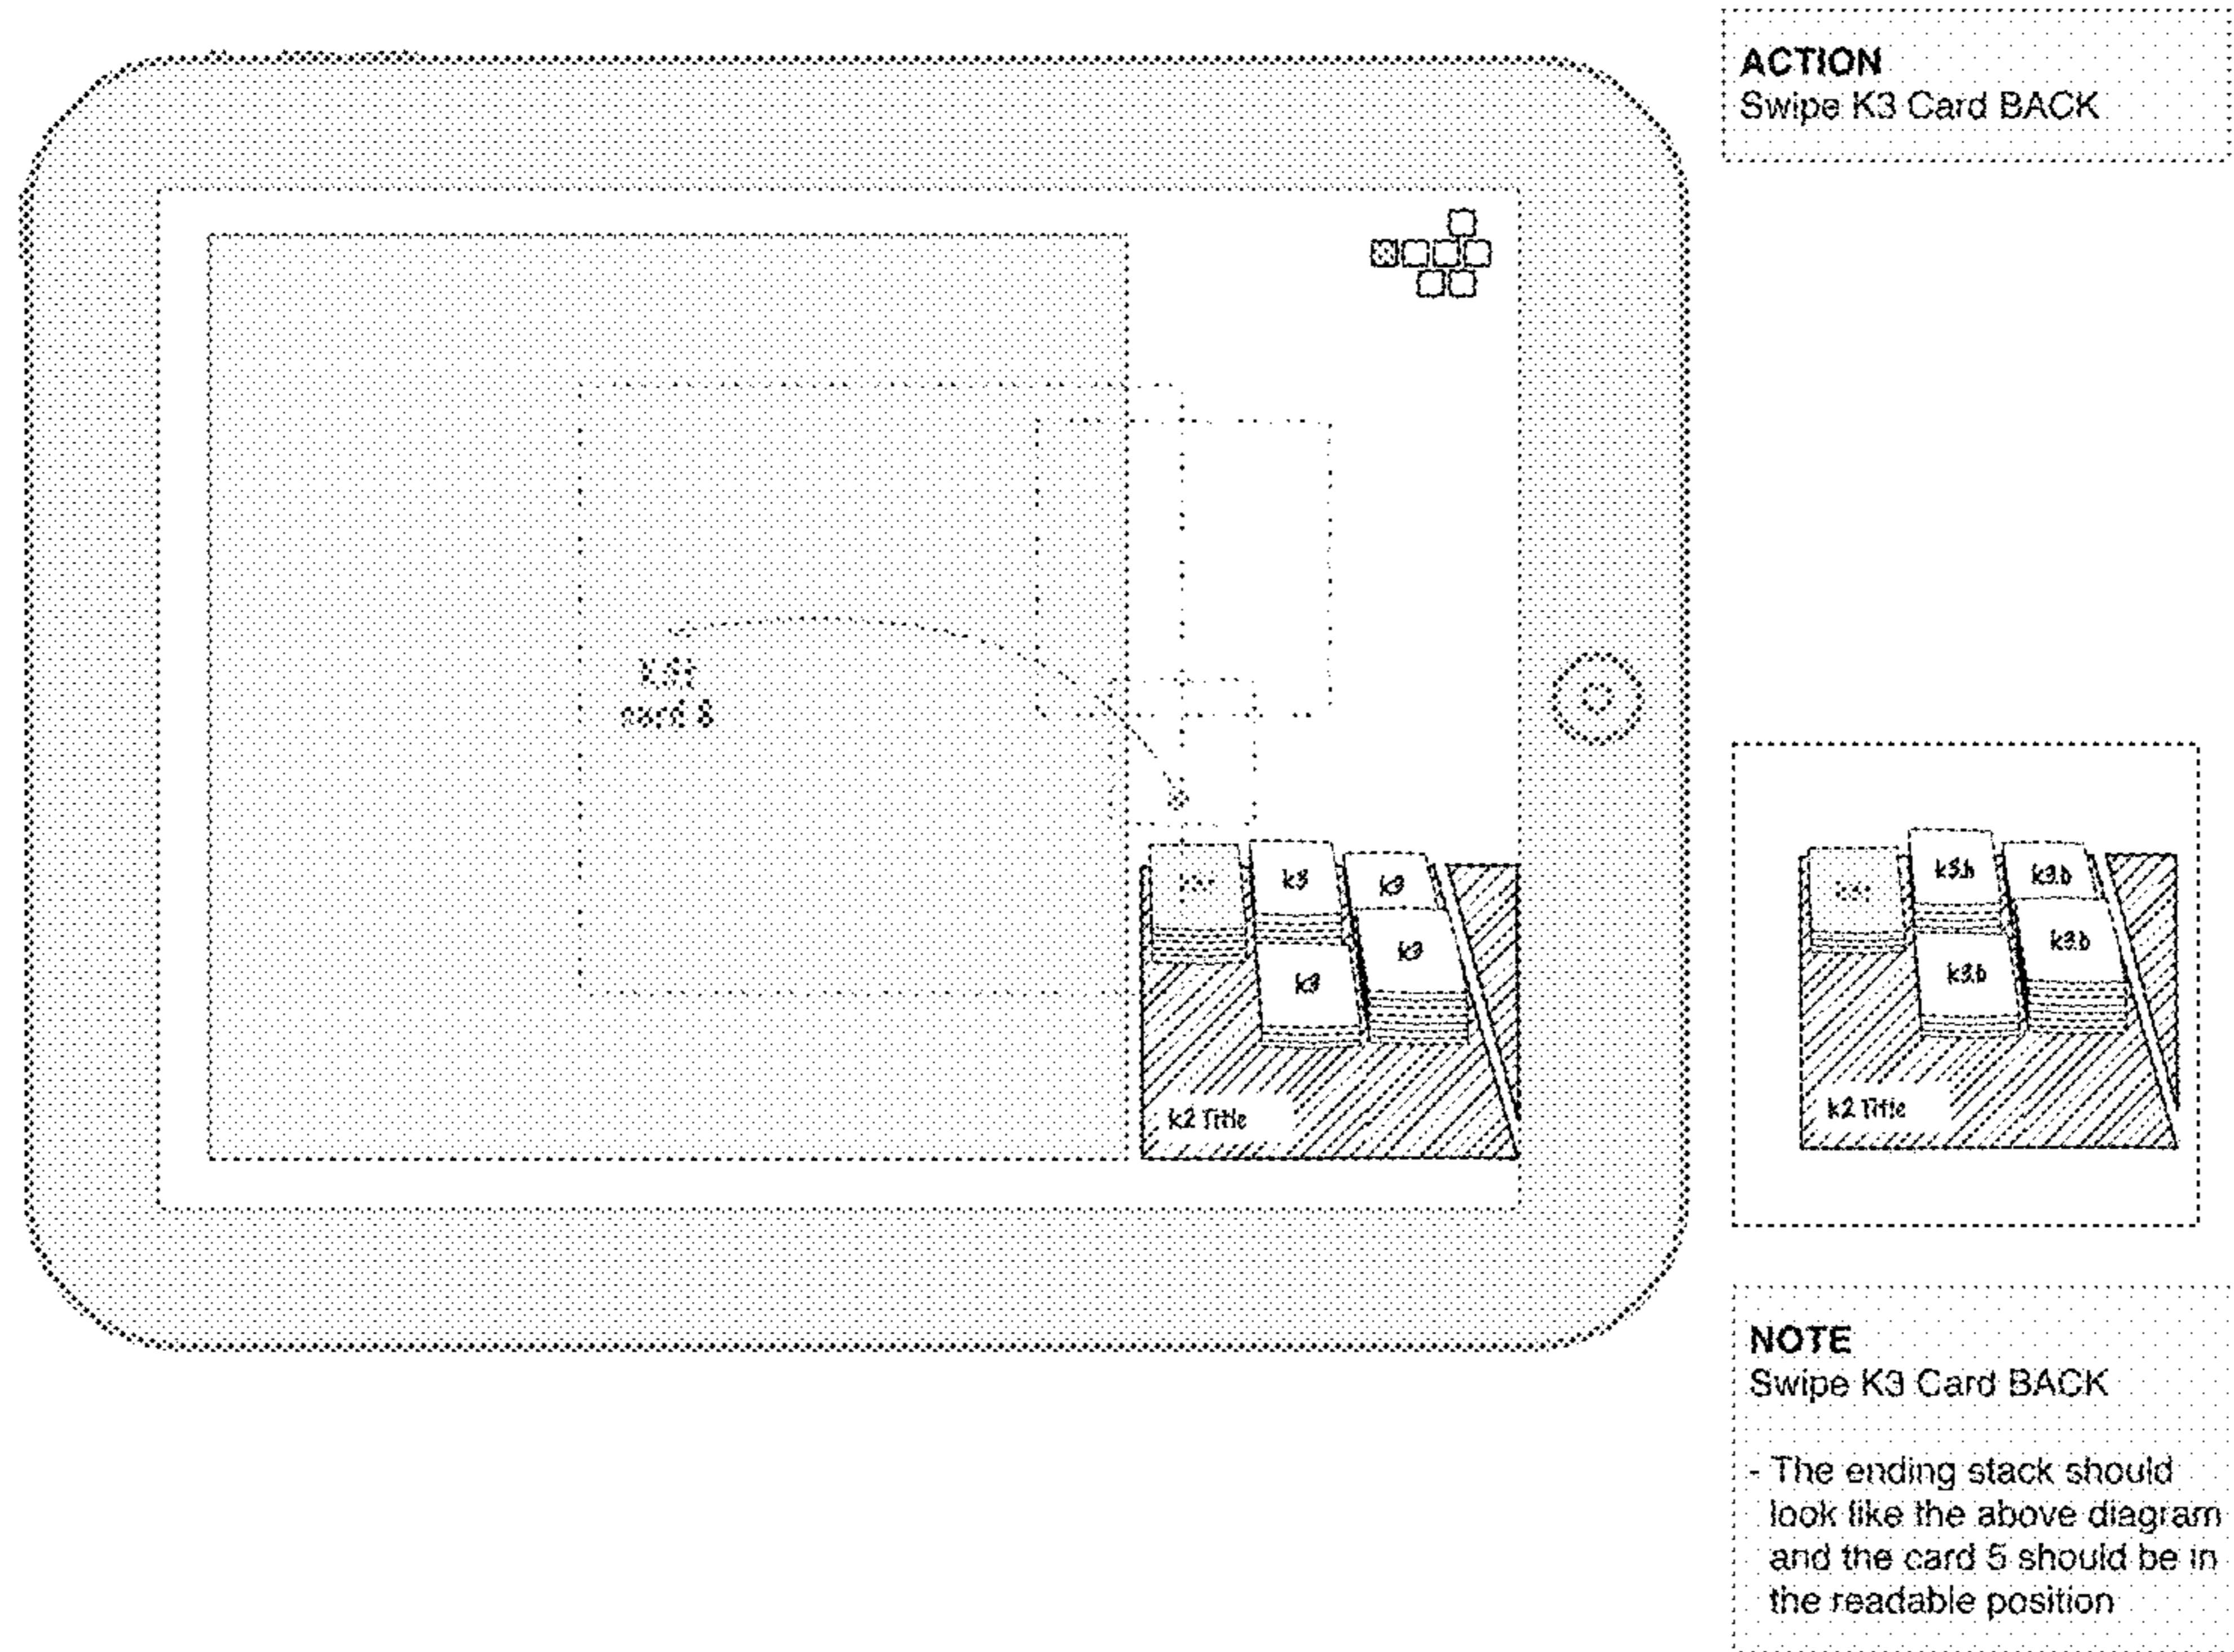 ACTION
Swipe K3 Card BACK
card 8
k3
k3
k3
k3
k2 Title
k3.b
k3.b
k3.b
k3.b
k2 Title
NOTE
Swipe K3 Card BACK
- The ending stack should
look like the above diagram
and the card 5 should be in
the readable position